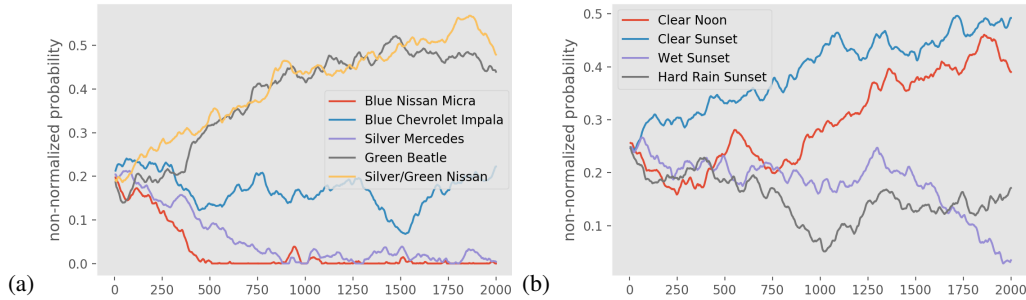 (a)
non-normalized probability
0.5
0.4
0.3
0.2
0.1
0.0
Blue Nissan Micra
Blue Chevrolet Impala
Silver Mercedes
Green Beatle
Silver/Green Nissan
0 250 500 750 1000 1250 1500 1750 2000
(b)
non-normalized probability
0.5
0.4
0.3
0.2
0.1
Clear Noon
Clear Sunset
Wet Sunset
Hard Rain Sunset
0 250 500 750 1000 1250 1500 1750 2000